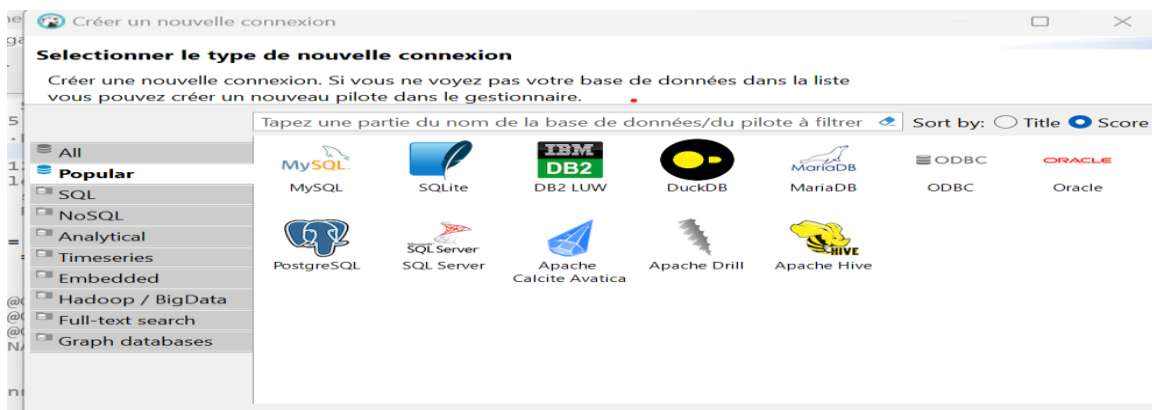 Créer un nouvelle connexion
Selectionner le type de nouvelle connexion
Créer une nouvelle connexion. Si vous ne voyez pas votre base de données dans la liste
vous pouvez créer un nouveau pilote dans le gestionnaire.
Tapez une partie du nom de la base de données/du pilote à filtrer Sort by: Title Score
All
Popular
SQL
NoSQL
Analytical
Timeseries
Embedded
Hadoop / BigData
Full-text search
Graph databases
MySQL IBM DB2 MariaDB ODBC ORACLE
MySQL SQLite DB2 LUW DuckDB MariaDB ODBC Oracle
SQL Server HIVE
PostgreSQL SQL Server Apache Calcite Avatica Apache Drill Apache Hive